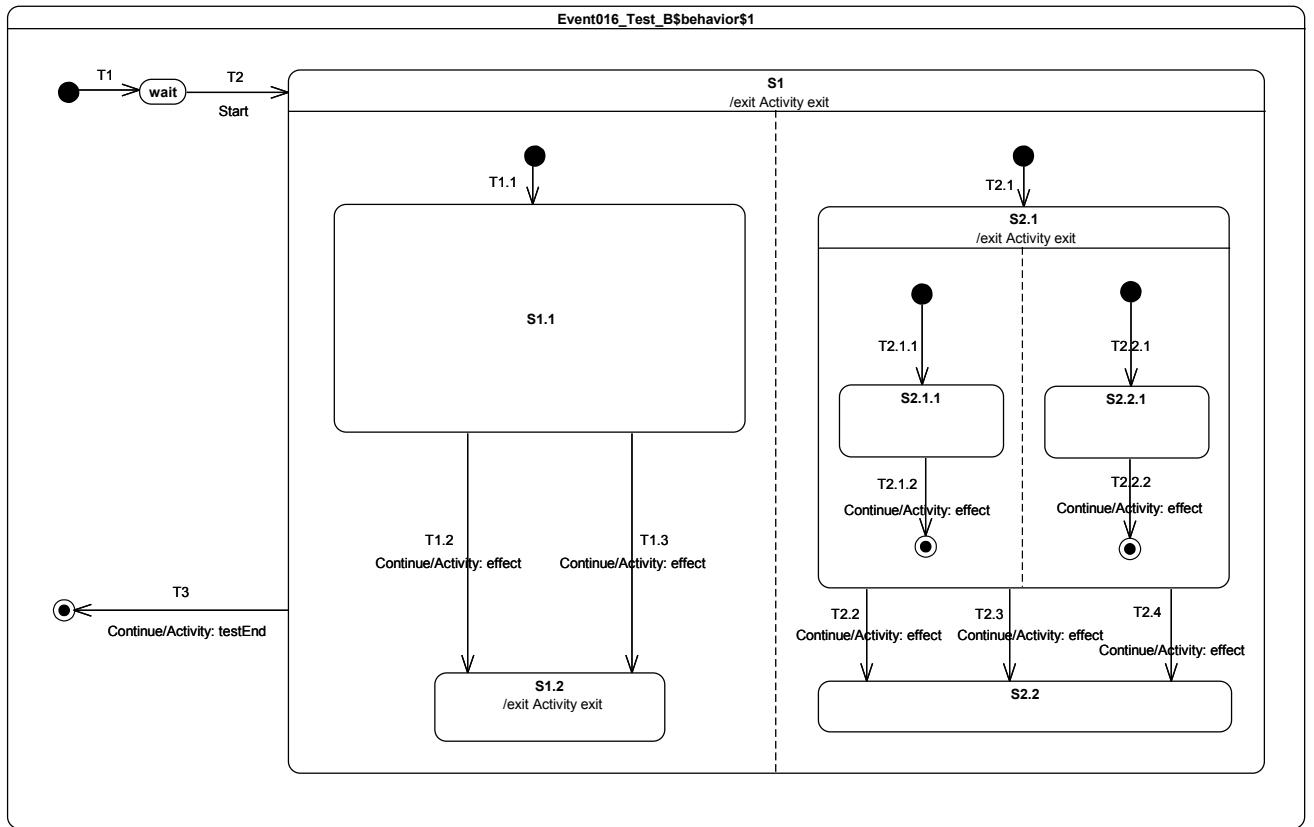 Event016_Test_B$behavior$1
T1
wait
T2
Start
S1
/exit Activity exit
T1.1
S1.1
T1.2
Continue/Activity: effect
T1.3
Continue/Activity: effect
S1.2
/exit Activity exit
T2.1
S2.1
/exit Activity exit
T2.1.1
S2.1.1
T2.1.2
Continue/Activity: effect
T2.2.1
S2.2.1
T2.2.2
Continue/Activity: effect
T2.2
Continue/Activity: effect
T2.3
Continue/Activity: effect
T2.4
Continue/Activity: effect
S2.2
T3
Continue/Activity: testEnd